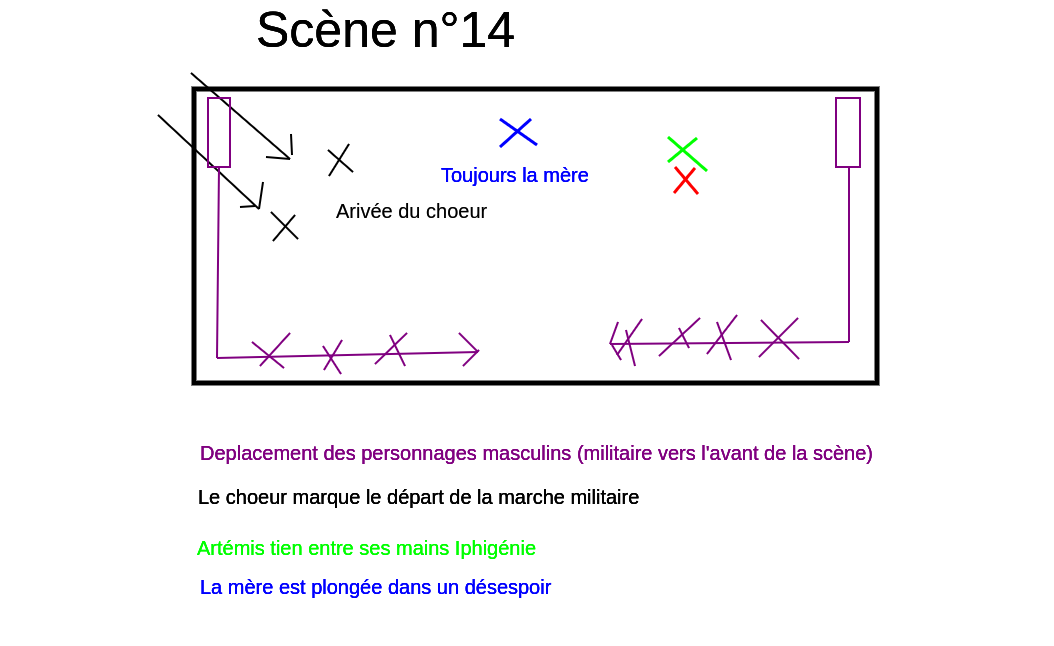 Scène n°14
Toujours la mère
Arivée du choeur
Deplacement des personnages masculins (militaire vers l'avant de la scène)
Le choeur marque le départ de la marche militaire
Artémis tien entre ses mains Iphigénie
La mère est plongée dans un désespoir